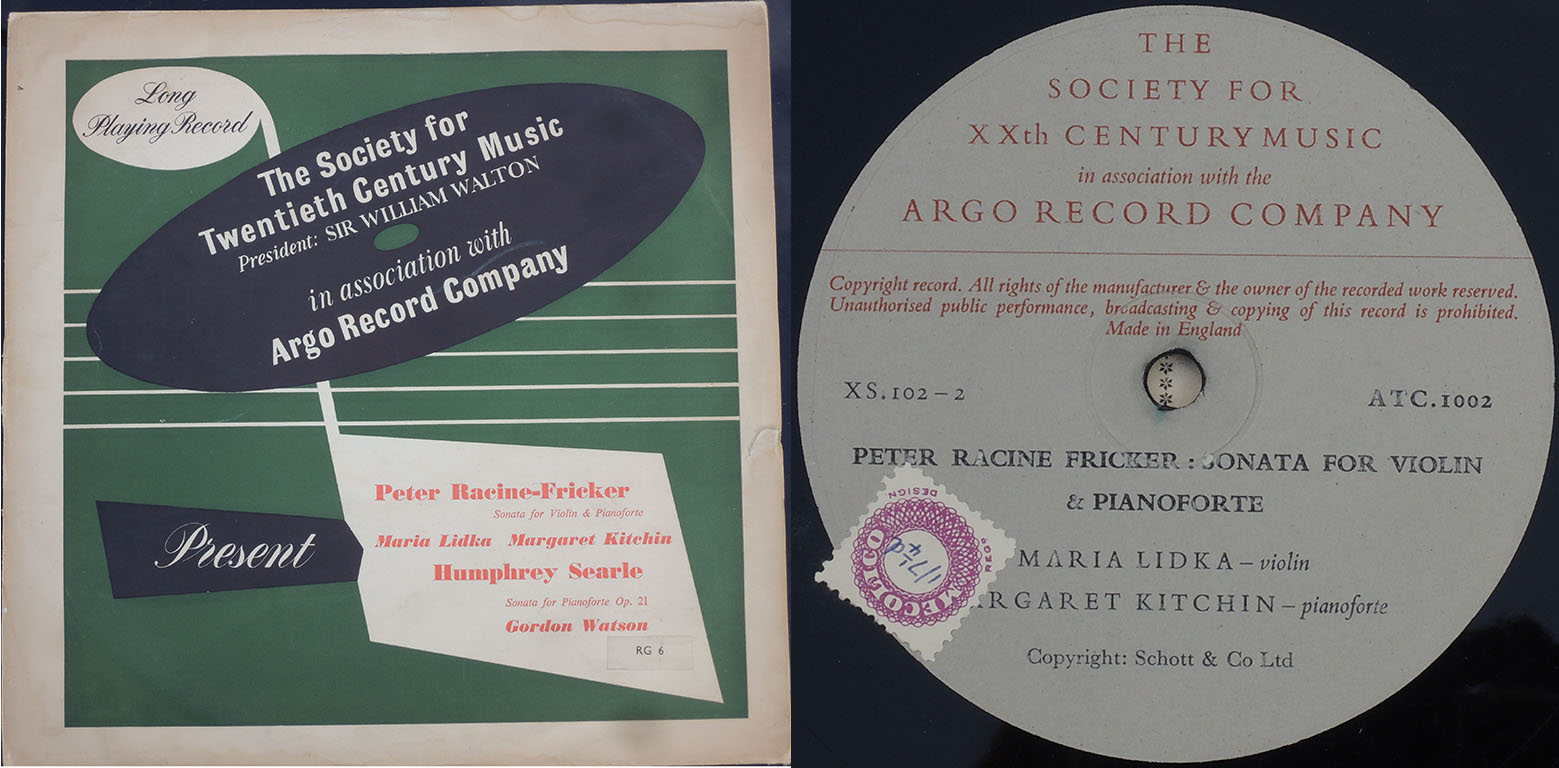 Long
Playing Record
The Society for
Twentieth Century Music
President: SIR WILLIAM WALTON
in association with
Argo Record Company
Present
Peter Racine-Fricker
Sonata for Violin & Pianoforte
Maria Lidka Margaret Kitchin
Humphrey Searle
Sonata for Pianoforte Op. 21
Gordon Watson
RG 6
THE
SOCIETY FOR
XXth CENTURY MUSIC
in association with the
ARGO RECORD COMPANY
Copyright record. All rights of the manufacturer & the owner of the recorded work reserved.
Unauthorised public performance, broadcasting & copying of this record is prohibited.
Made in England
XS.102-2
ATC.1002
PETER RACINE FRICKER: SONATA FOR VIOLIN
& PIANOFORTE
MARIA LIDKA – violin
ARGARET KITCHIN – pianoforte
Copyright: Schott & Co Ltd
MECOLICO
DESIGN
REGD